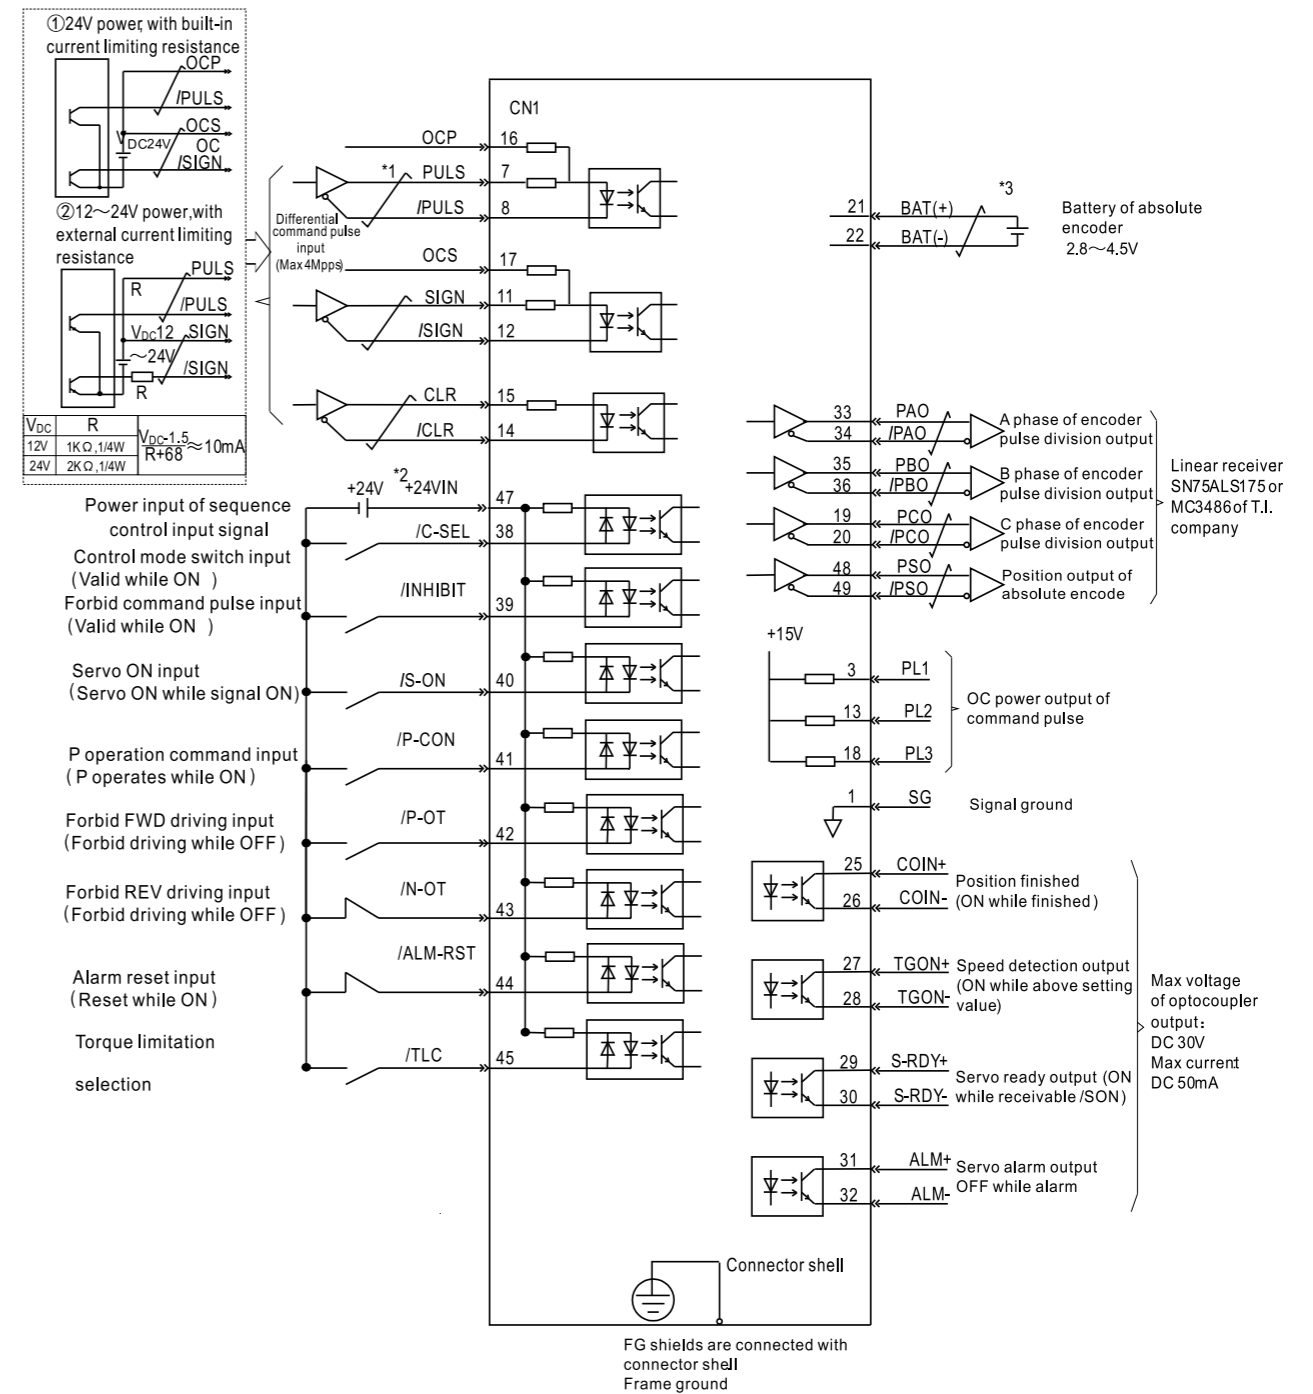 ①24V power, with built-in
current limiting resistance
OCP
/PULS
OCS
V
DC24V
OC
/SIGN
②12～24V power,with
external current limiting
resistance
PULS
R
/PULS
VDC12
SIGN
～24V
/SIGN
R
VDC R
12V 1KΩ,1/4W
24V 2KΩ,1/4W
VDC-1.5
R+68
≈10mA
Differential
command pulse
input
(Max4Mpps)
CN1
OCP 16
*1 PULS 7
/PULS 8
OCS 17
SIGN 11
/SIGN 12
CLR 15
/CLR 14
Power input of sequence
control input signal
+24V *2 +24VIN 47
/C-SEL 38
Control mode switch input
(Valid while ON )
/INHIBIT 39
Forbid command pulse input
(Valid while ON )
Servo ON input
(Servo ON while signal ON)
/S-ON 40
P operation command input
( P operates while ON )
/P-CON 41
Forbid FWD driving input
(Forbid driving while OFF )
/P-OT 42
Forbid REV driving input
(Forbid driving while OFF )
/N-OT 43
Alarm reset input
(Reset while ON )
/ALM-RST 44
Torque limitation
selection
/TLC 45
21 BAT(+)
22 BAT(-)
*3
Battery of absolute
encoder
2.8～4.5V
33 PAO
34 /PAO
A phase of encoder
pulse division output
35 PBO
36 /PBO
B phase of encoder
pulse division output
19 PCO
20 /PCO
C phase of encoder
pulse division output
48 PSO
49 /PSO
Position output of
absolute encode
Linear receiver
SN75ALS175 or
MC3486 of T.I.
company
+15V
3 PL1
13 PL2
18 PL3
OC power output of
command pulse
1 SG
Signal ground
25 COIN+
26 COIN-
Position finished
(ON while finished )
27 TGON+
28 TGON-
Speed detection output
(ON while above setting
value)
29 S-RDY+
30 S-RDY-
Servo ready output (ON
while receivable /SON)
31 ALM+
32 ALM-
Servo alarm output
OFF while alarm
Max voltage
of optocoupler
output：
DC 30V
Max current
DC 50mA
Connector shell
FG shields are connected with
connector shell
Frame ground